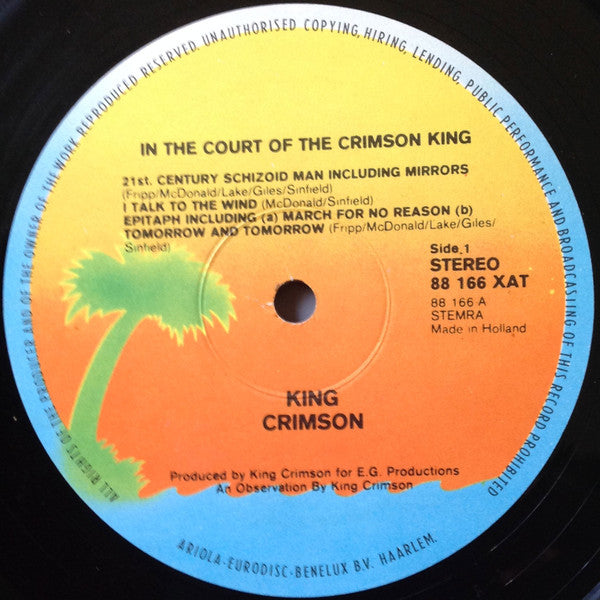 ALL RIGHTS OF THE PRODUCER AND OF THE OWNER OF THE WORK REPRODUCED RESERVED. UNAUTHORISED COPYING, HIRING, LENDING, PUBLIC PERFORMANCE AND BROADCASTING OF THIS RECORD PROHIBITED
IN THE COURT OF THE CRIMSON KING
21st. CENTURY SCHIZOID MAN INCLUDING MIRRORS
(Fripp/McDonald/Lake/Giles/Sinfield)
I TALK TO THE WIND (McDonald/Sinfield)
EPITAPH INCLUDING (a) MARCH FOR NO REASON (b)
TOMORROW AND TOMORROW (Fripp/McDonald/Lake/Giles/
Sinfield)
Side 1
STEREO
88 166 XAT
88 166 A
STEMRA
Made in Holland
KING
CRIMSON
Produced by King Crimson for E.G. Productions
An Observation By King Crimson
ARIOLA-EURODISC-BENELUX B.V. HAARLEM.